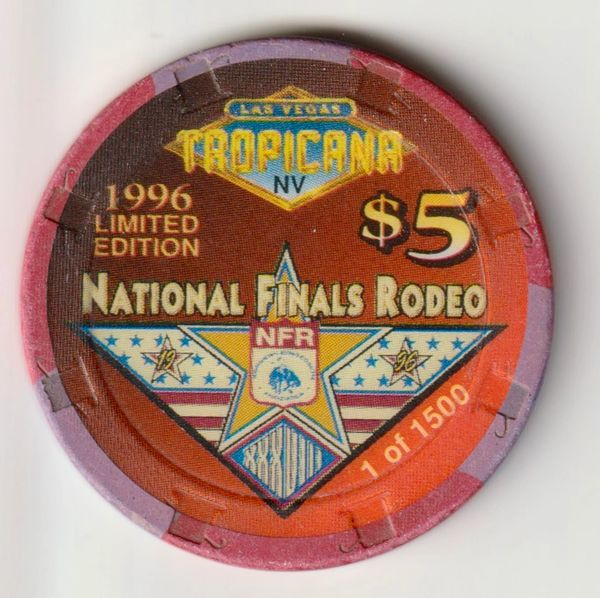 LAS VEGAS
TROPICANA
NV
1996
LIMITED
EDITION
$5
NATIONAL FINALS RODEO
NFR
19
96
1 of 1500